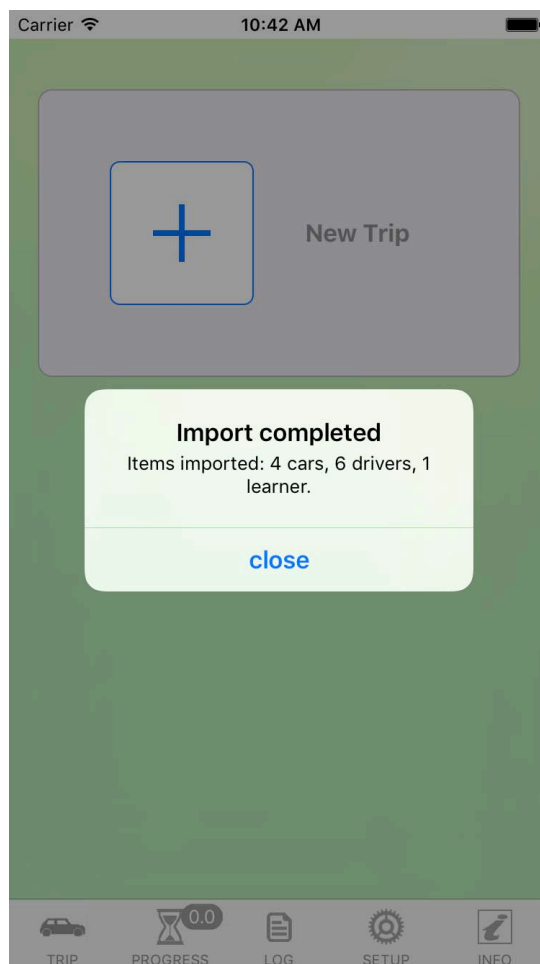 Carrier 10:42 AM
New Trip
Import completed
Items imported: 4 cars, 6 drivers, 1
learner.
close
0.0
TRIP PROGRESS LOG SETUP INFO